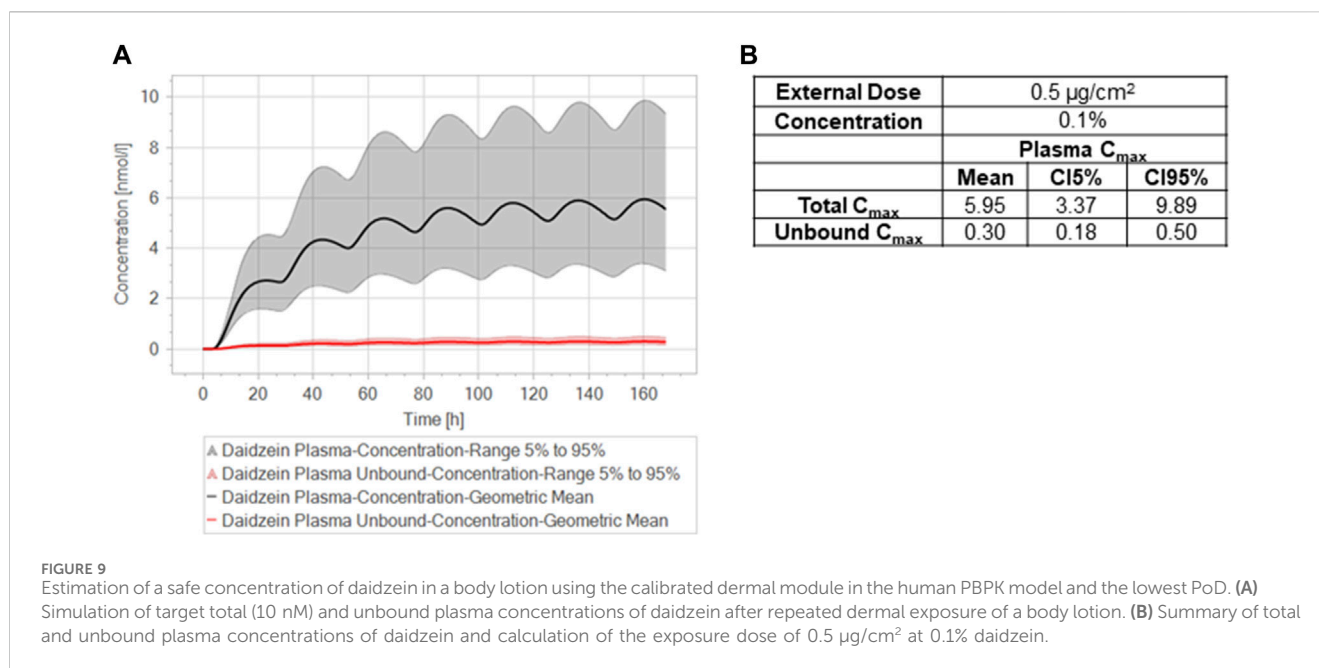 A
B
10
8
6
4
2
0
Concentration [nmol/l]
0 20 40 60 80 100 120 140 160
Time [h]
Daidzein Plasma-Concentration-Range 5% to 95%
Daidzein Plasma Unbound-Concentration-Range 5% to 95%
Daidzein Plasma-Concentration-Geometric Mean
Daidzein Plasma Unbound-Concentration-Geometric Mean
External Dose 0.5 µg/cm²
Concentration 0.1%
Plasma Cmax
Mean CI5% CI95%
Total Cmax 5.95 3.37 9.89
Unbound Cmax 0.30 0.18 0.50
FIGURE 9
Estimation of a safe concentration of daidzein in a body lotion using the calibrated dermal module in the human PBPK model and the lowest PoD. (A)
Simulation of target total (10 nM) and unbound plasma concentrations of daidzein after repeated dermal exposure of a body lotion. (B) Summary of total
and unbound plasma concentrations of daidzein and calculation of the exposure dose of 0.5 µg/cm² at 0.1% daidzein.